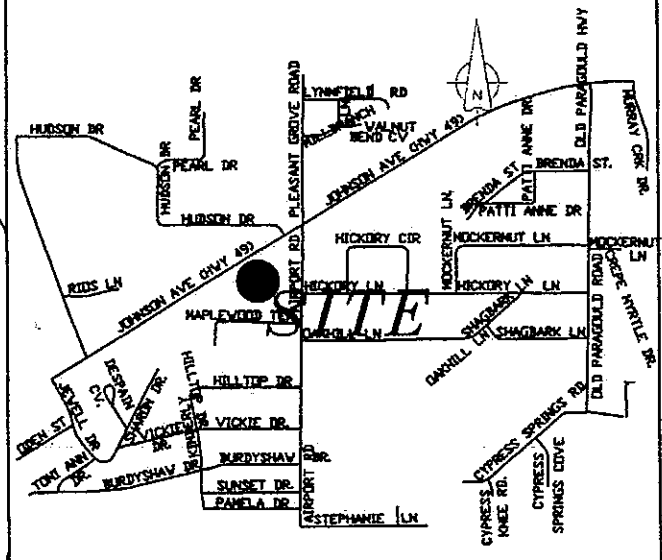 LYNNFIELD RD
LN
WALNUT
BEND CV
PLEASANT GROVE ROAD
OLD PARAGOULD HWY
N
HUDSON DR
PEARL DR
PEARL DR
HUDSON DR
HUDSON DR
JOHNSON AVE (HWY 49)
PATTI ANNE DR
BRENDA ST.
BRENDA ST
PATTI ANNE DR
MURRAY CRK DR.
HICKORY CIR
MOCKERNUT LN.
MOCKERNUT LN
MOCKERNUT
LN
RIDS LN
JOHNSON AVE (HWY 49)
AIRPORT RD
HICKORY LN
HICKORY LN
SITE
MAPLEWOOD TER
OAKHILL LN
SHAGBARK LN
SHAGBARK LN
OAKHILL LN
OLD PARAGOULD ROAD
CREPE MYRTLE DR.
HILLTOP DR
HILLTOP DR
DESPAIN
CV.
SHARON DR.
JEWELL DR
ODEN ST
VICKIE
DR.
VICKIE DR.
KINGERLY
TONI ANN
DR.
BURDYSHAW DR
BURDYSHAW DR.
SUNSET DR.
PAMELA DR
AIRPORT RD
STEPHANIE LN
CYPRESS SPRINGS RD
CYPRESS
KNEE RD.
CYPRESS
SPRINGS COVE